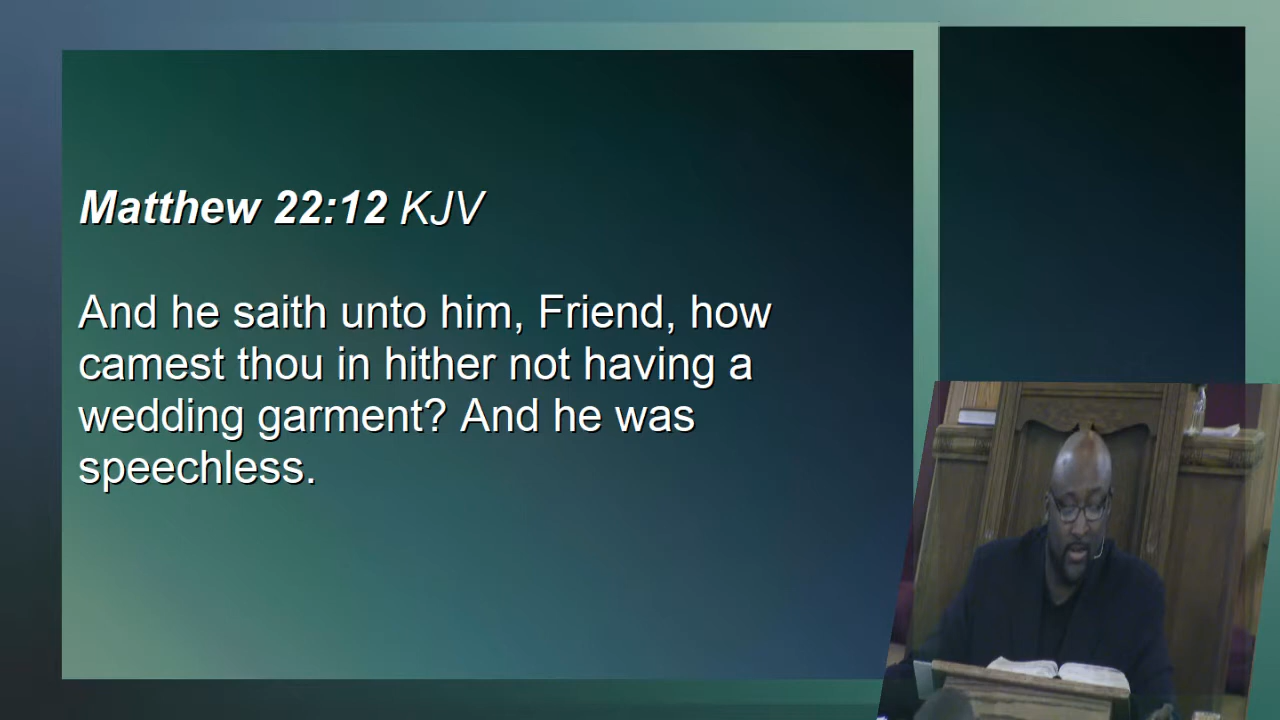 Matthew 22:12 KJV
And he saith unto him, Friend, how
camest thou in hither not having a
wedding garment? And he was
speechless.